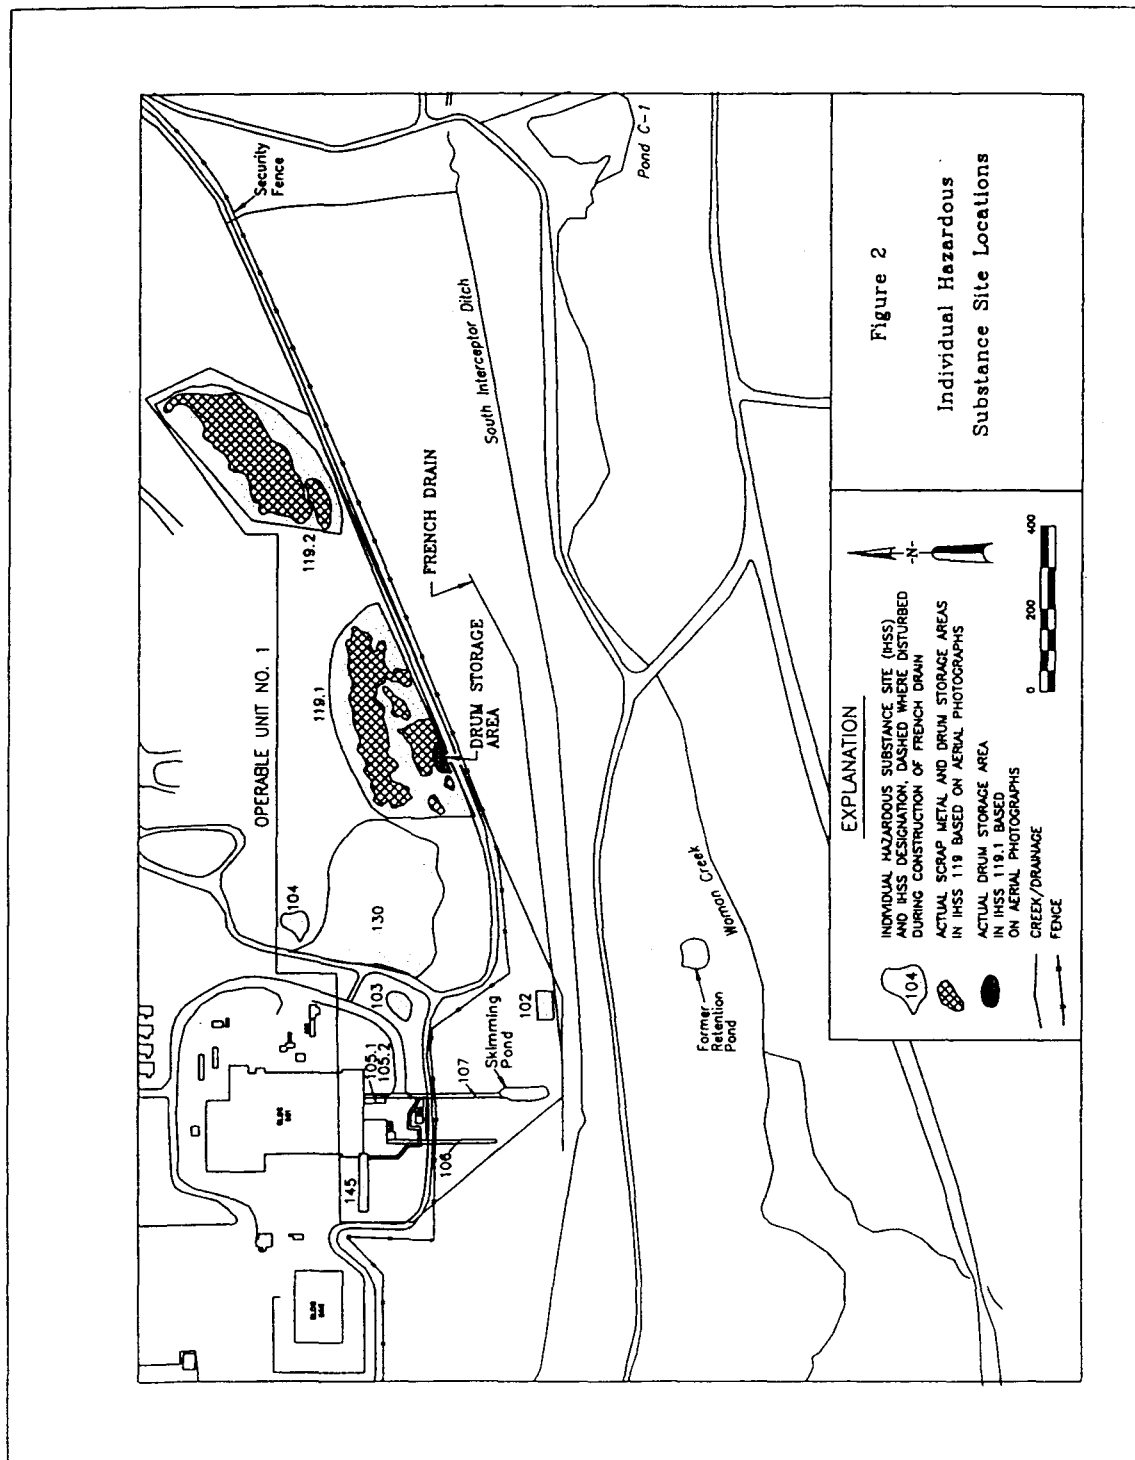 Security
Fence
Pond C-1
South Interceptor Ditch
119.2
FRENCH DRAIN
OPERABLE UNIT NO. 1
119.1
DRUM STORAGE
AREA
104
130
103
102
105.1
105.2
107
Skimming
Pond
106
145
BLDG
Woman Creek
Former
Retention
Pond
EXPLANATION
104
INDIVIDUAL HAZARDOUS SUBSTANCE SITE (IHSS)
AND IHSS DESIGNATION, DASHED WHERE DISTURBED
DURING CONSTRUCTION OF FRENCH DRAIN
ACTUAL SCRAP METAL AND DRUM STORAGE AREAS
IN IHSS 119 BASED ON AERIAL PHOTOGRAPHS
ACTUAL DRUM STORAGE AREA
IN IHSS 119.1 BASED
ON AERIAL PHOTOGRAPHS
CREEK/DRAINAGE
FENCE
-N-
0 200 400
Figure 2
Individual Hazardous
Substance Site Locations